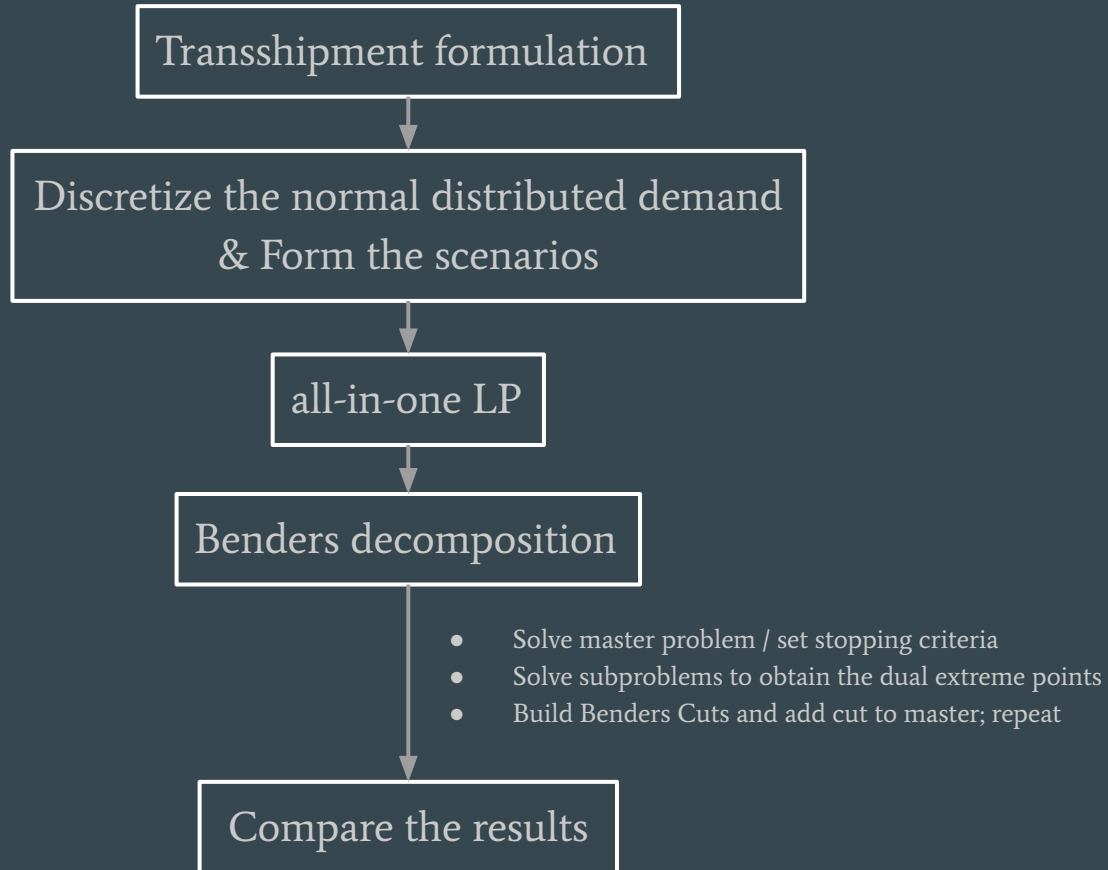 Transshipment formulation
Discretize the normal distributed demand
& Form the scenarios
all-in-one LP
Benders decomposition
● Solve master problem / set stopping criteria
● Solve subproblems to obtain the dual extreme points
● Build Benders Cuts and add cut to master; repeat
Compare the results